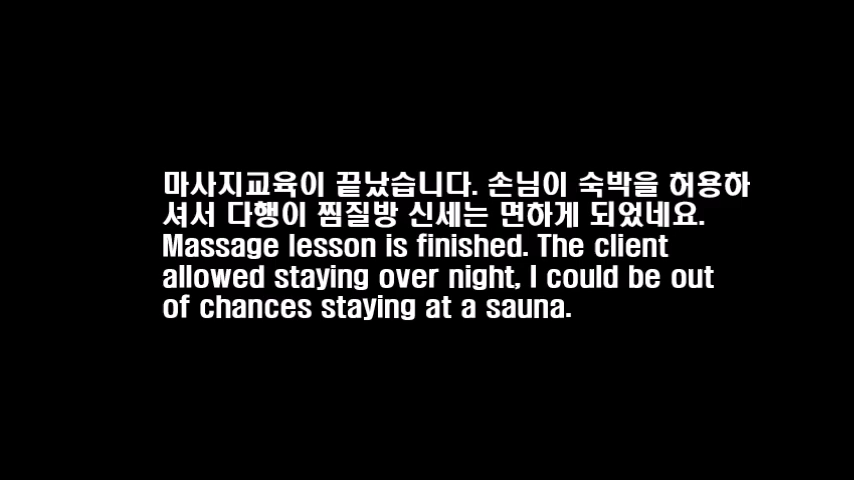 마사지교육이 끝났습니다. 손님이 숙박을 허용하
셔서 다행이 찜질방 신세는 면하게 되었네요.
Massage lesson is finished. The client
allowed staying over night, I could be out
of chances staying at a sauna.